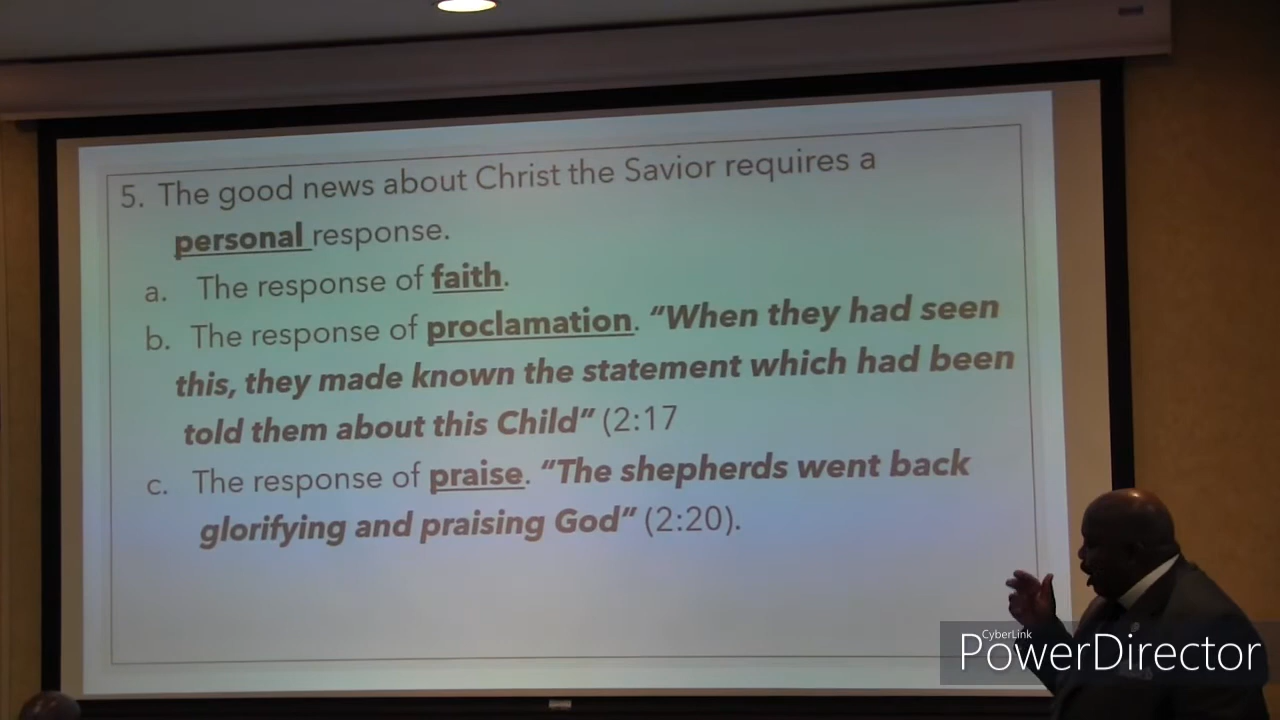 5. The good news about Christ the Savior requires a
personal response.
a. The response of faith.
b. The response of proclamation. “When they had seen
this, they made known the statement which had been
told them about this Child” (2:17
c. The response of praise. “The shepherds went back
glorifying and praising God” (2:20).
CyberLink
PowerDirector